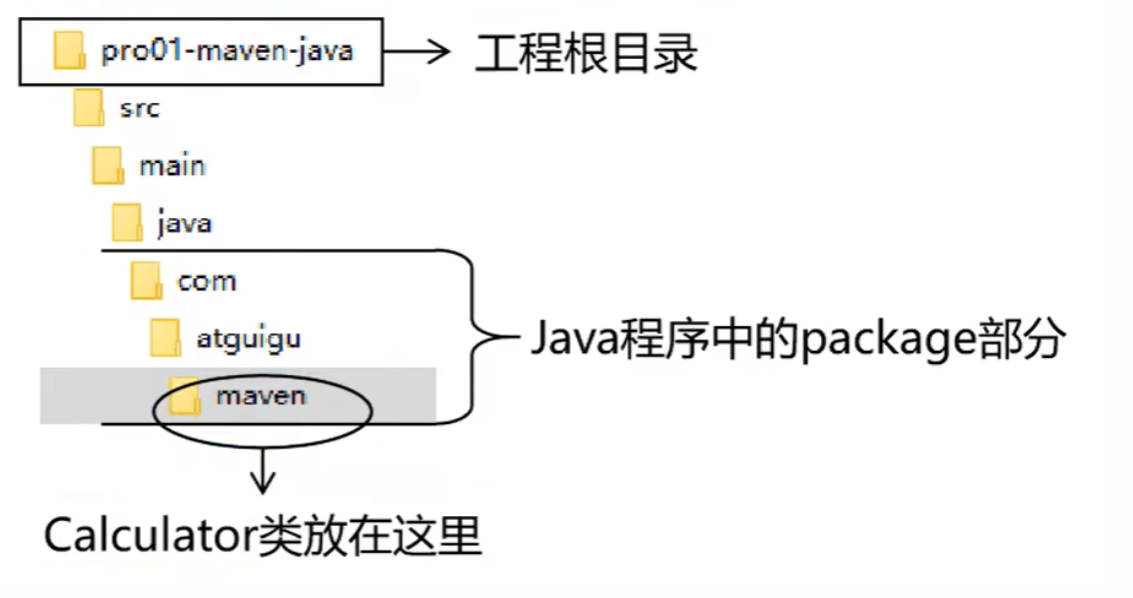 pro01-maven-java 工程根目录
src
main
java
com
atguigu
Java程序中的package部分
maven
Calculator类放在这里